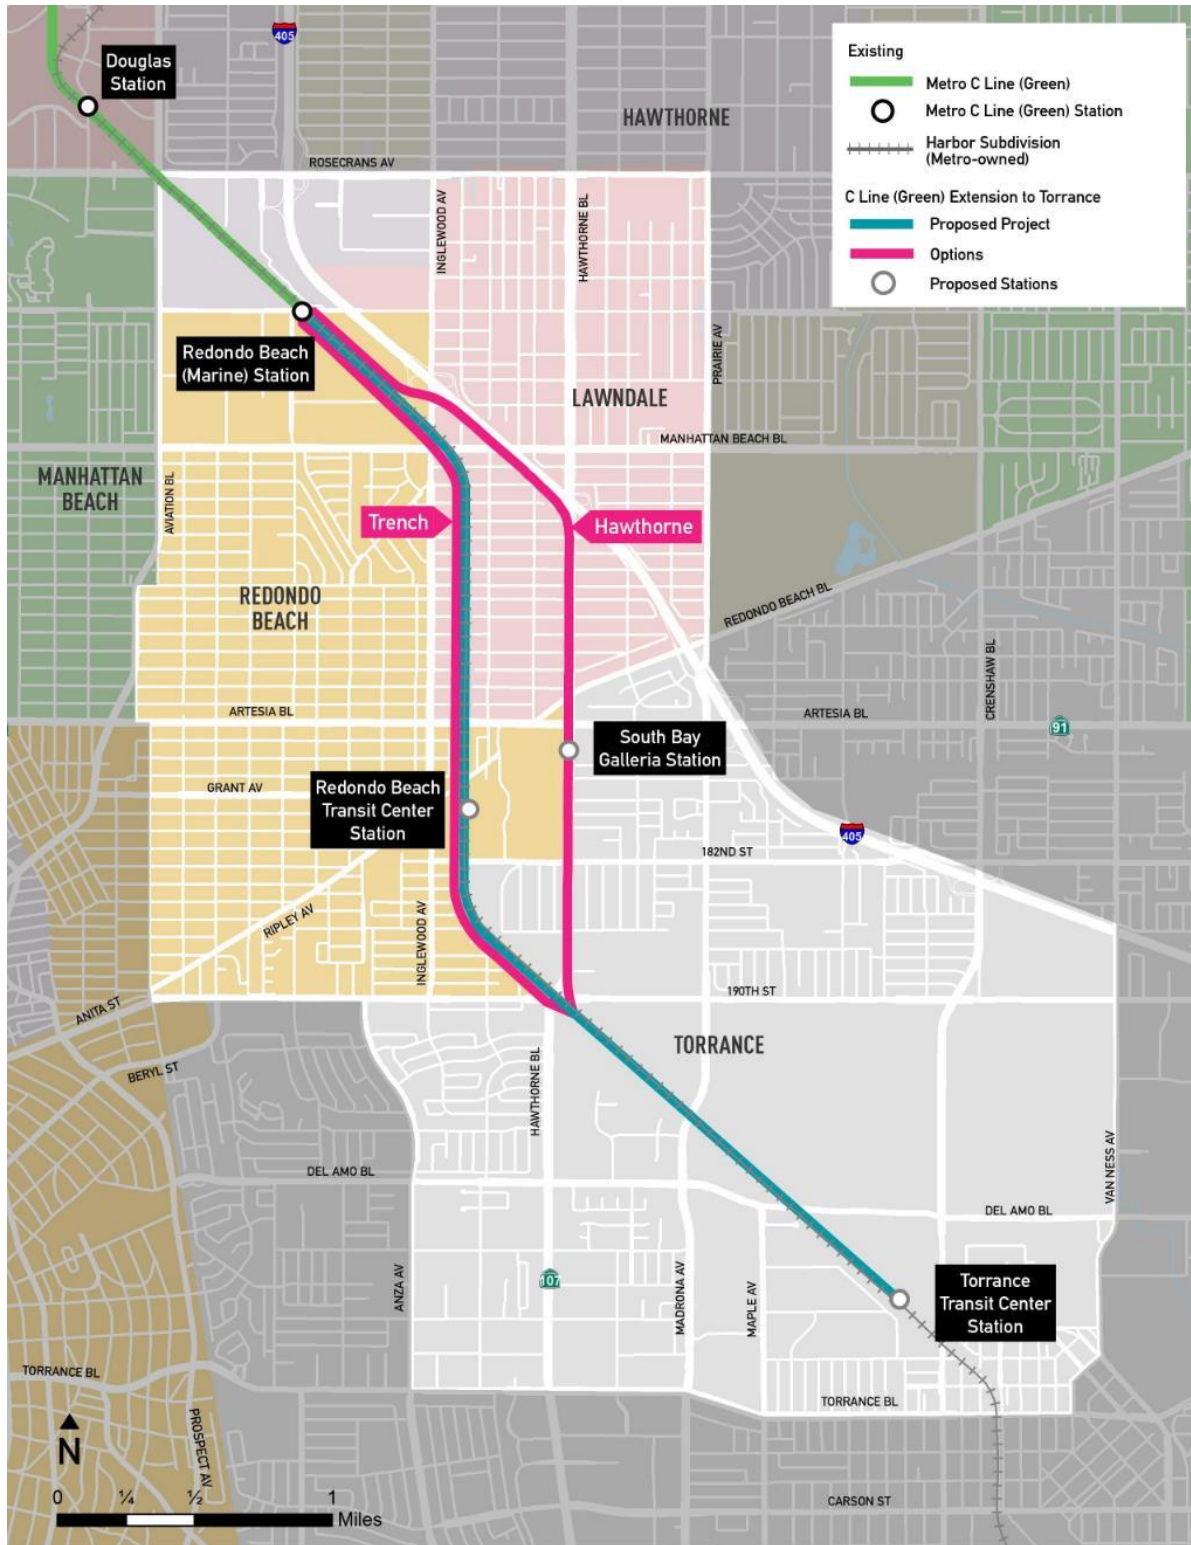 405
Douglas
Station
HAWTHORNE
Existing
Metro C Line (Green)
Metro C Line (Green) Station
Harbor Subdivision
(Metro-owned)
C Line (Green) Extension to Torrance
Proposed Project
Options
Proposed Stations
ROSECRANS AV
INGLEWOOD AV
HAWTHORNE BL
PRAIRIE AV
Redondo Beach
(Marine) Station
LAWNDALE
MANHATTAN BEACH BL
MANHATTAN
BEACH
AVIATION BL
Trench
Hawthorne
REDONDO
BEACH
REDONDO BEACH BL
CRENSHAW BL
ARTESIA BL
ARTESIA BL
91
South Bay
Galleria Station
GRANT AV
Redondo Beach
Transit Center
Station
405
182ND ST
RIPLEY AV
INGLEWOOD AV
190TH ST
ANITA ST
TORRANCE
BERYL ST
HAWTHORNE BL
DEL AMO BL
VAN NESS AV
DEL AMO BL
ANZA AV
107
MADRONA AV
MAPLE AV
Torrance
Transit Center
Station
TORRANCE BL
TORRANCE BL
PROSPECT AV
N
CARSON ST
0 ¼ ½ 1
Miles